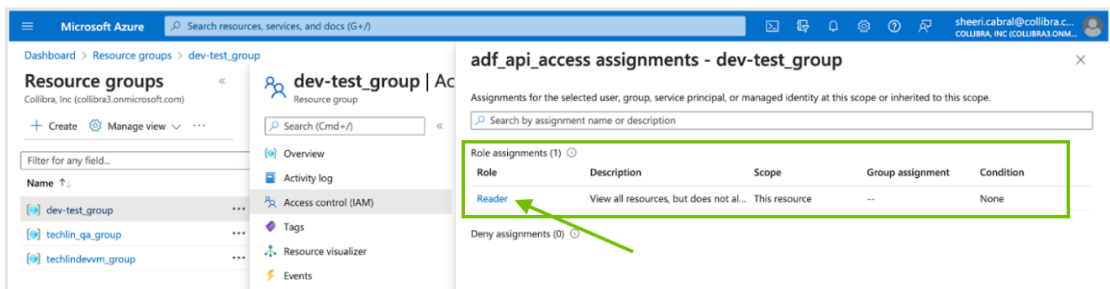 Microsoft Azure
Search resources, services, and docs (G+/)
sheeri.cabral@collibra.c...
COLLIBRA, INC (COLLIBRA3.ONM...
Dashboard > Resource groups > dev-test_group
Resource groups
Collibra, Inc (collibra3.onmicrosoft.com)
Create
Manage view
Filter for any field...
Name
dev-test_group
techlin_qa_group
techlindevvm_group
dev-test_group | Ac
Resource group
Search (Cmd+/)
Overview
Activity log
Access control (IAM)
Tags
Resource visualizer
Events
adf_api_access assignments - dev-test_group
Assignments for the selected user, group, service principal, or managed identity at this scope or inherited to this scope.
Search by assignment name or description
Role assignments (1)
Role Description Scope Group assignment Condition
Reader View all resources, but does not al... This resource -- None
Deny assignments (0)